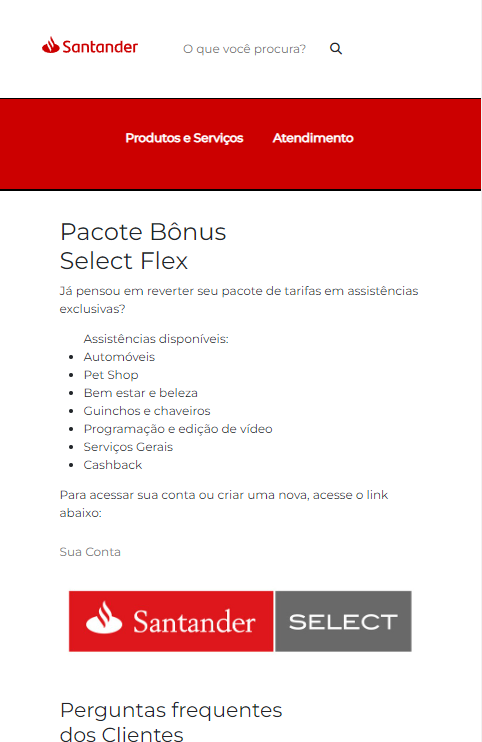 Santander
O que você procura?
Produtos e Serviços Atendimento
Pacote Bônus
Select Flex
Já pensou em reverter seu pacote de tarifas em assistências
exclusivas?
Assistências disponíveis:
Automóveis
Pet Shop
Bem estar e beleza
Guinchos e chaveiros
Programação e edição de vídeo
Serviços Gerais
Cashback
Para acessar sua conta ou criar uma nova, acesse o link
abaixo:
Sua Conta
Santander SELECT
Perguntas frequentes
dos Clientes